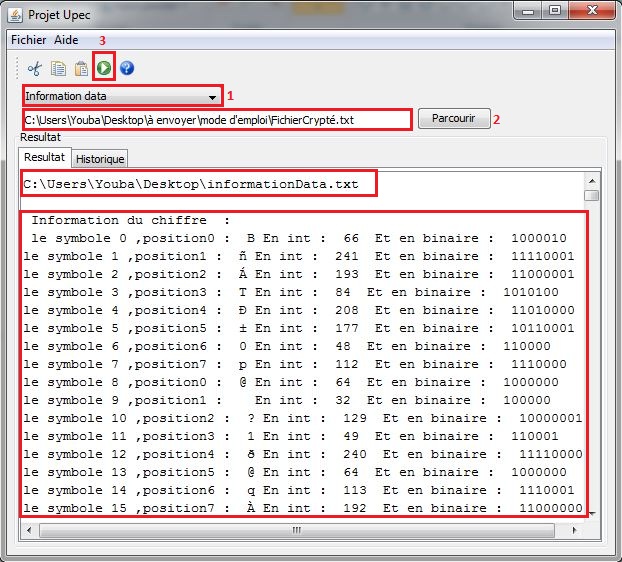 Projet Upec
Fichier Aide
3
Information data
1
C:\Users\Youba\Desktop\à envoyer\mode d'emploi\FichierCrypté.txt
Parcourir
2
Resultat
Resultat Historique
C:\Users\Youba\Desktop\informationData.txt
Information du chiffre :
le symbole 0 ,position0 : B En int : 66 Et en binaire : 1000010
le symbole 1 ,position1 : ñ En int : 241 Et en binaire : 11110001
le symbole 2 ,position2 : Á En int : 193 Et en binaire : 11000001
le symbole 3 ,position3 : T En int : 84 Et en binaire : 1010100
le symbole 4 ,position4 : Ð En int : 208 Et en binaire : 11010000
le symbole 5 ,position5 : ± En int : 177 Et en binaire : 10110001
le symbole 6 ,position6 : 0 En int : 48 Et en binaire : 110000
le symbole 7 ,position7 : p En int : 112 Et en binaire : 1110000
le symbole 8 ,position0 : @ En int : 64 Et en binaire : 1000000
le symbole 9 ,position1 : En int : 32 Et en binaire : 100000
le symbole 10 ,position2 : ? En int : 129 Et en binaire : 10000001
le symbole 11 ,position3 : 1 En int : 49 Et en binaire : 110001
le symbole 12 ,position4 : ð En int : 240 Et en binaire : 11110000
le symbole 13 ,position5 : @ En int : 64 Et en binaire : 1000000
le symbole 14 ,position6 : q En int : 113 Et en binaire : 1110001
le symbole 15 ,position7 : À En int : 192 Et en binaire : 11000000